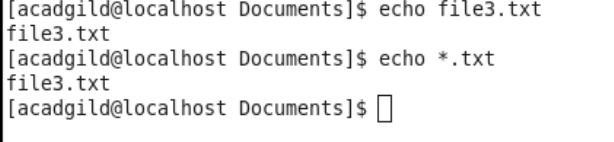 [acadgild@localhost Documents]$ echo file3.txt
file3.txt
[acadgild@localhost Documents]$ echo *.txt
file3.txt
[acadgild@localhost Documents]$